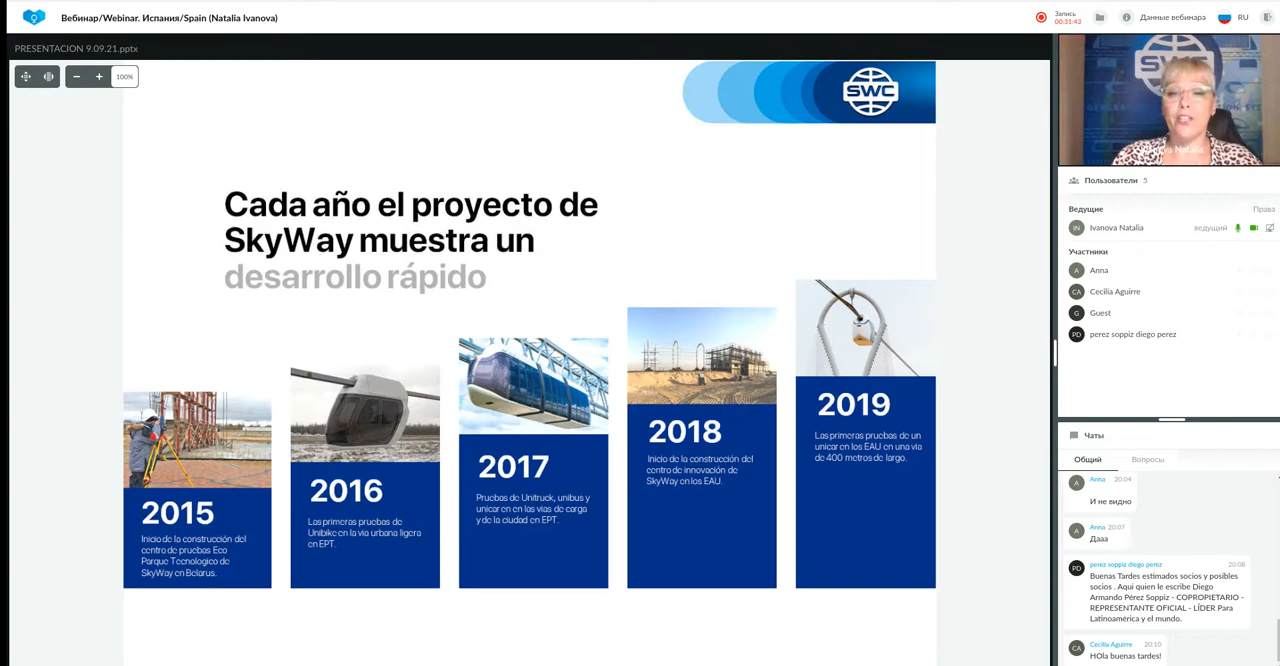 Вебинар/Webinar. Испания/Spain (Natalia Ivanova)
Запись
00:31:43
Данные вебинара
RU
PRESENTACION 9.09.21.pptx
100%
SWC
Cada año el proyecto de
SkyWay muestra un
desarrollo rápido
2015
Inicio de la construcción del
centro de pruebas Eco
Parque Tecnologico de
SkyWay en Belarus.
2016
Las primeras pruebas de
Unibike en la via urbana ligera
en EPT.
2017
Pruebas de Unitruck, unibus y
unicar en en las vias de carga
y de la ciudad en EPT.
2018
Inicio de la construcción del
centro de innovación de
SkyWay en los EAU.
2019
Las primeras pruebas de un
unicar en los EAU en una via
de 400 metros de largo.
SWC
Natalia
Пользователи 5
Ведущие
Права
IN
Ivanova Natalia
ведущий
Участники
A
Anna
CA
Cecilia Aguirre
G
Guest
PD
perez soppiz diego perez
Чаты
Общий
Вопросы
A
Anna 20:04
И не видно
A
Anna 20:07
Дааа
PD
perez soppiz diego perez 20:08
Buenas Tardes estimados socios y posibles
socios . Aqui quien le escribe Diego
Armando Pérez Soppiz - COPROPIETARIO -
REPRESENTANTE OFICIAL - LÍDER Para
Latinoamérica y el mundo.
CA
Cecilia Aguirre 20:10
HOla buenas tardes!